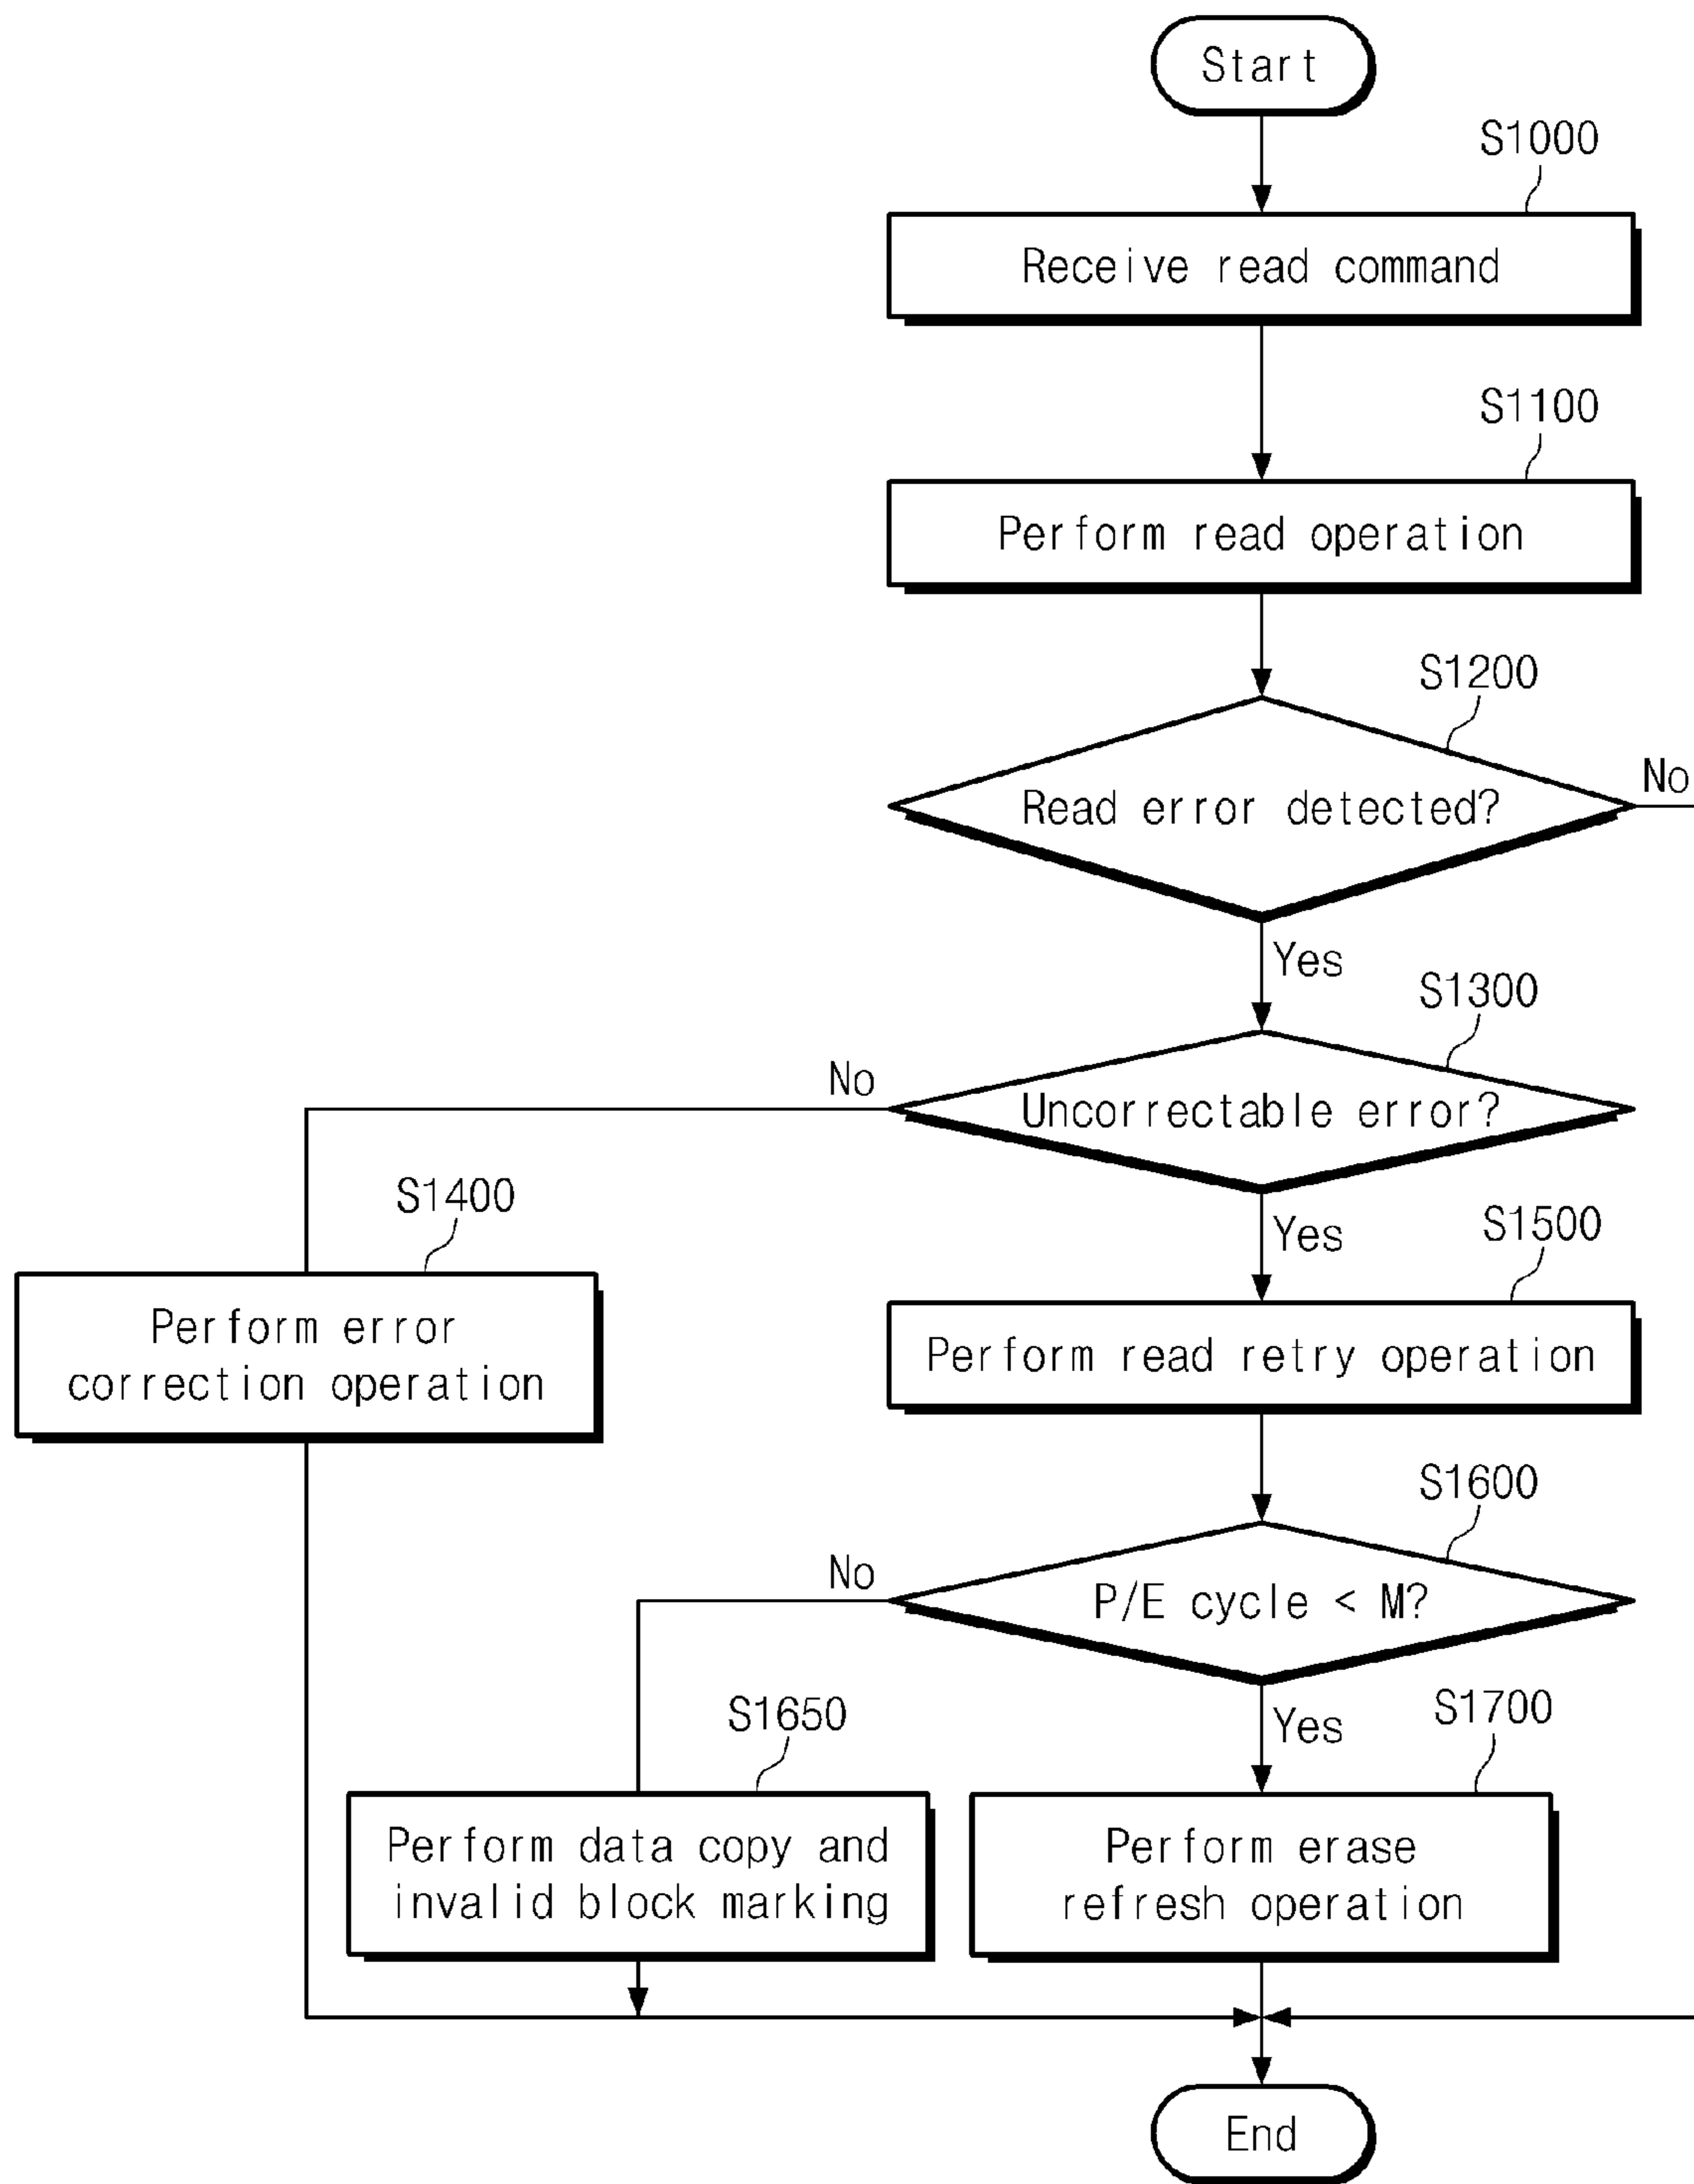 Start
S1000
Receive read command
S1100
Perform read operation
S1200
Read error detected?
No
Yes
S1300
No
Uncorrectable error?
S1400
Yes
S1500
Perform error
correction operation
Perform read retry operation
S1600
No
P/E cycle < M?
S1650
Yes
S1700
Perform data copy and
invalid block marking
Perform erase
refresh operation
End